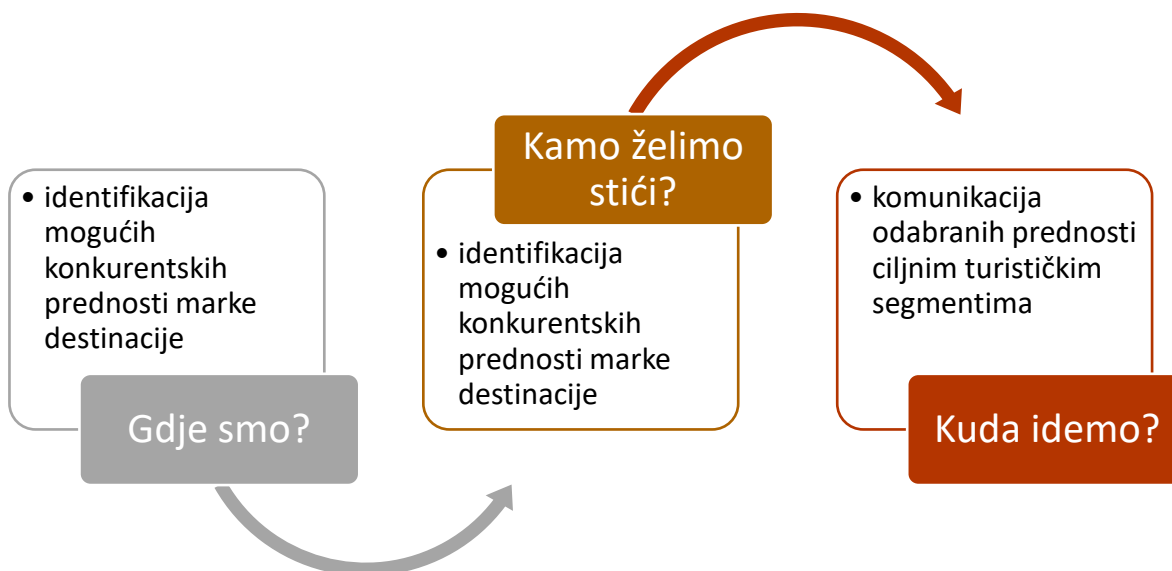 • identifikacija
mogućih
konkurentskih
prednosti marke
destinacije
Gdje smo?
Kamo želimo
stići?
• identifikacija
mogućih
konkurentskih
prednosti marke
destinacije
• komunikacija
odabranih prednosti
ciljnim turističkim
segmentima
Kuda idemo?